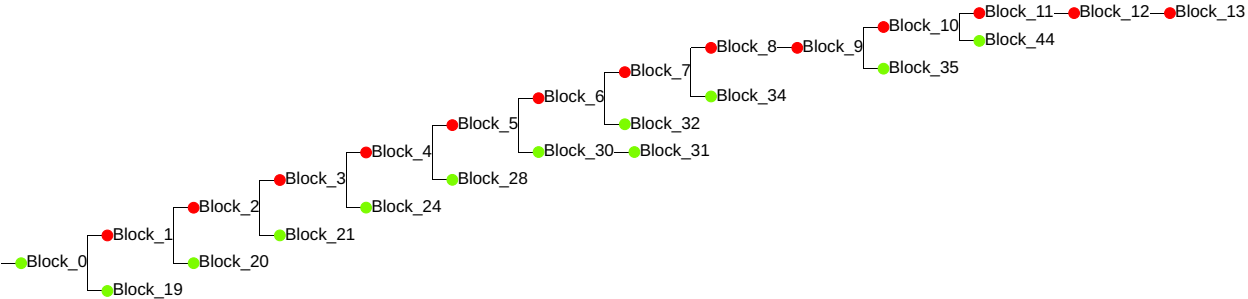 Block_11 Block_12 Block_13
Block_10
Block_44
Block_8 Block_9
Block_35
Block_7
Block_6
Block_34
Block_5
Block_32
Block_4
Block_30 Block_31
Block_3
Block_28
Block_2
Block_24
Block_1
Block_21
Block_0
Block_20
Block_19